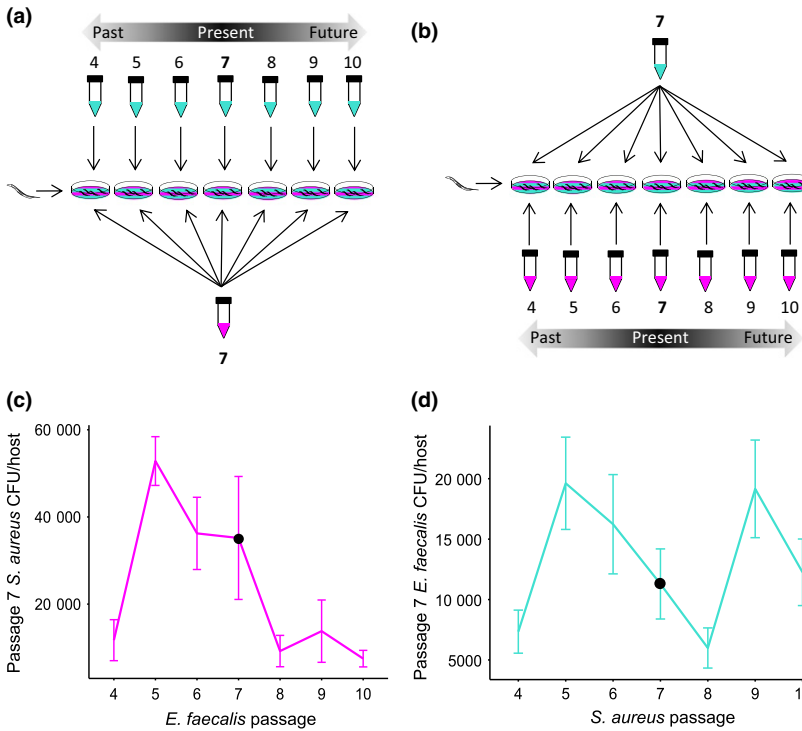 (a)
Past Present Future
4 5 6 7 8 9 10
7
(b)
7
4 5 6 7 8 9 10
Past Present Future
(c)
60 000
40 000
20 000
Passage 7 S. aureus CFU/host
4 5 6 7 8 9 10
E. faecalis passage
(d)
20 000
15 000
10 000
5000
Passage 7 E. faecalis CFU/host
4 5 6 7 8 9 1
S. aureus passage